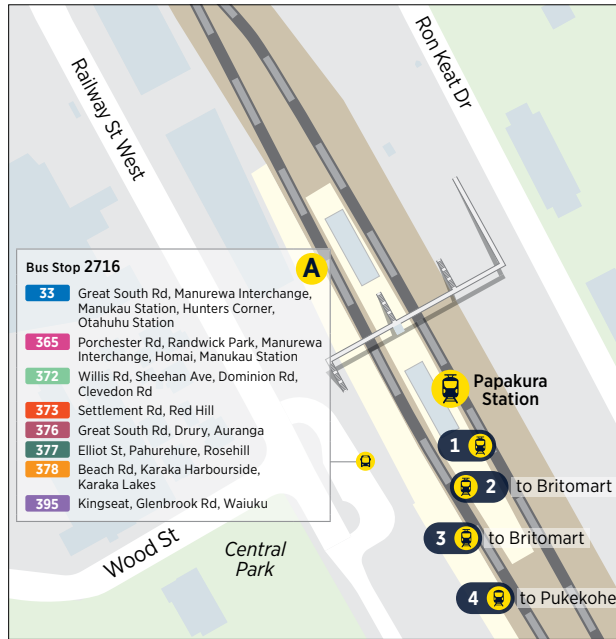 Railway St West
Ron Keat Dr
Bus Stop 2716
A
33 Great South Rd, Manurewa Interchange,
Manukau Station, Hunters Corner,
Otahuhu Station
365 Porchester Rd, Randwick Park, Manurewa
Interchange, Homai, Manukau Station
372 Willis Rd, Sheehan Ave, Dominion Rd,
Clevedon Rd
373 Settlement Rd, Red Hill
376 Great South Rd, Drury, Auranga
377 Elliot St, Pahurehure, Rosehill
378 Beach Rd, Karaka Harbourside,
Karaka Lakes
395 Kingseat, Glenbrook Rd, Waiuku
Papakura
Station
1
2 to Britomart
3 to Britomart
4 to Pukekohe
Wood St
Central
Park